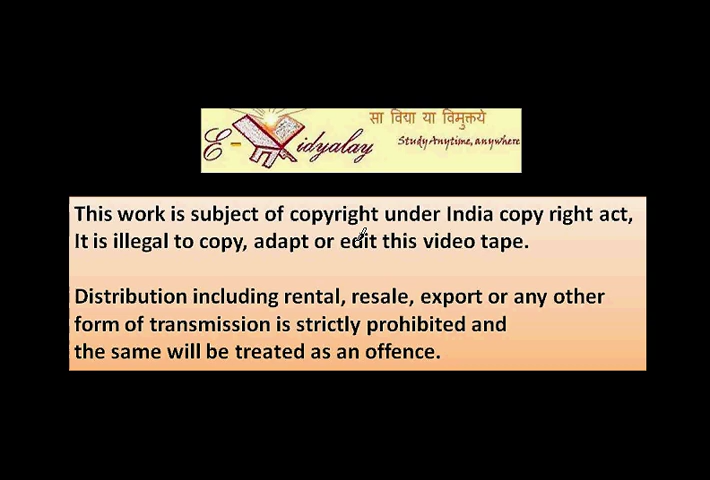 सा विद्या या विमुक्तये
E-Vidyalay
Study Anytime, anywhere
This work is subject of copyright under India copy right act,
It is illegal to copy, adapt or edit this video tape.
Distribution including rental, resale, export or any other
form of transmission is strictly prohibited and
the same will be treated as an offence.